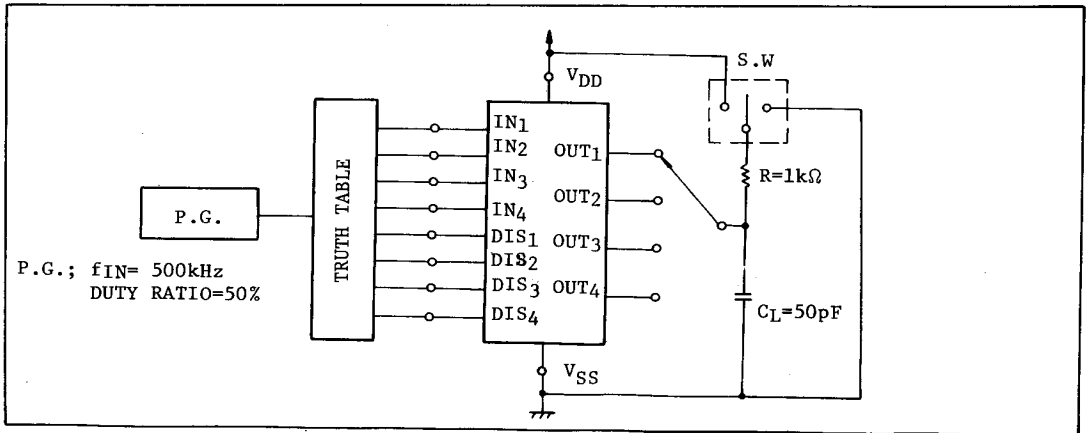 S.W
VDD
TRUTH TABLE
IN1
IN2
IN3
IN4
DIS1
DIS2
DIS3
DIS4
OUT1
OUT2
OUT3
OUT4
R=1kΩ
P.G.
P.G.; fIN= 500kHz
DUTY RATIO=50%
CL=50pF
VSS